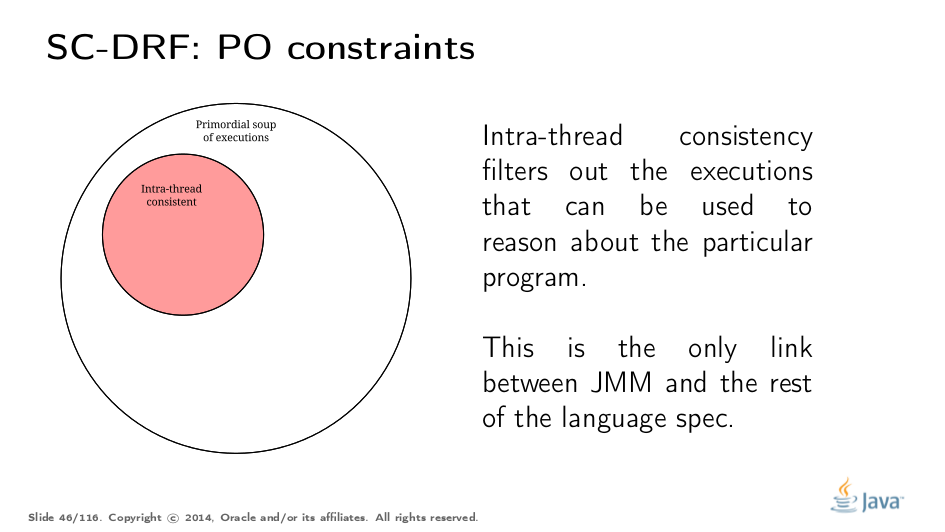 SC-DRF: PO constraints
Primordial soup
of executions
Intra-thread
consistent
Intra-thread consistency
filters out the executions
that can be used to
reason about the particular
program.
This is the only link
between JMM and the rest
of the language spec.
Java™
Slide 46/116. Copyright © 2014, Oracle and/or its affiliates. All rights reserved.